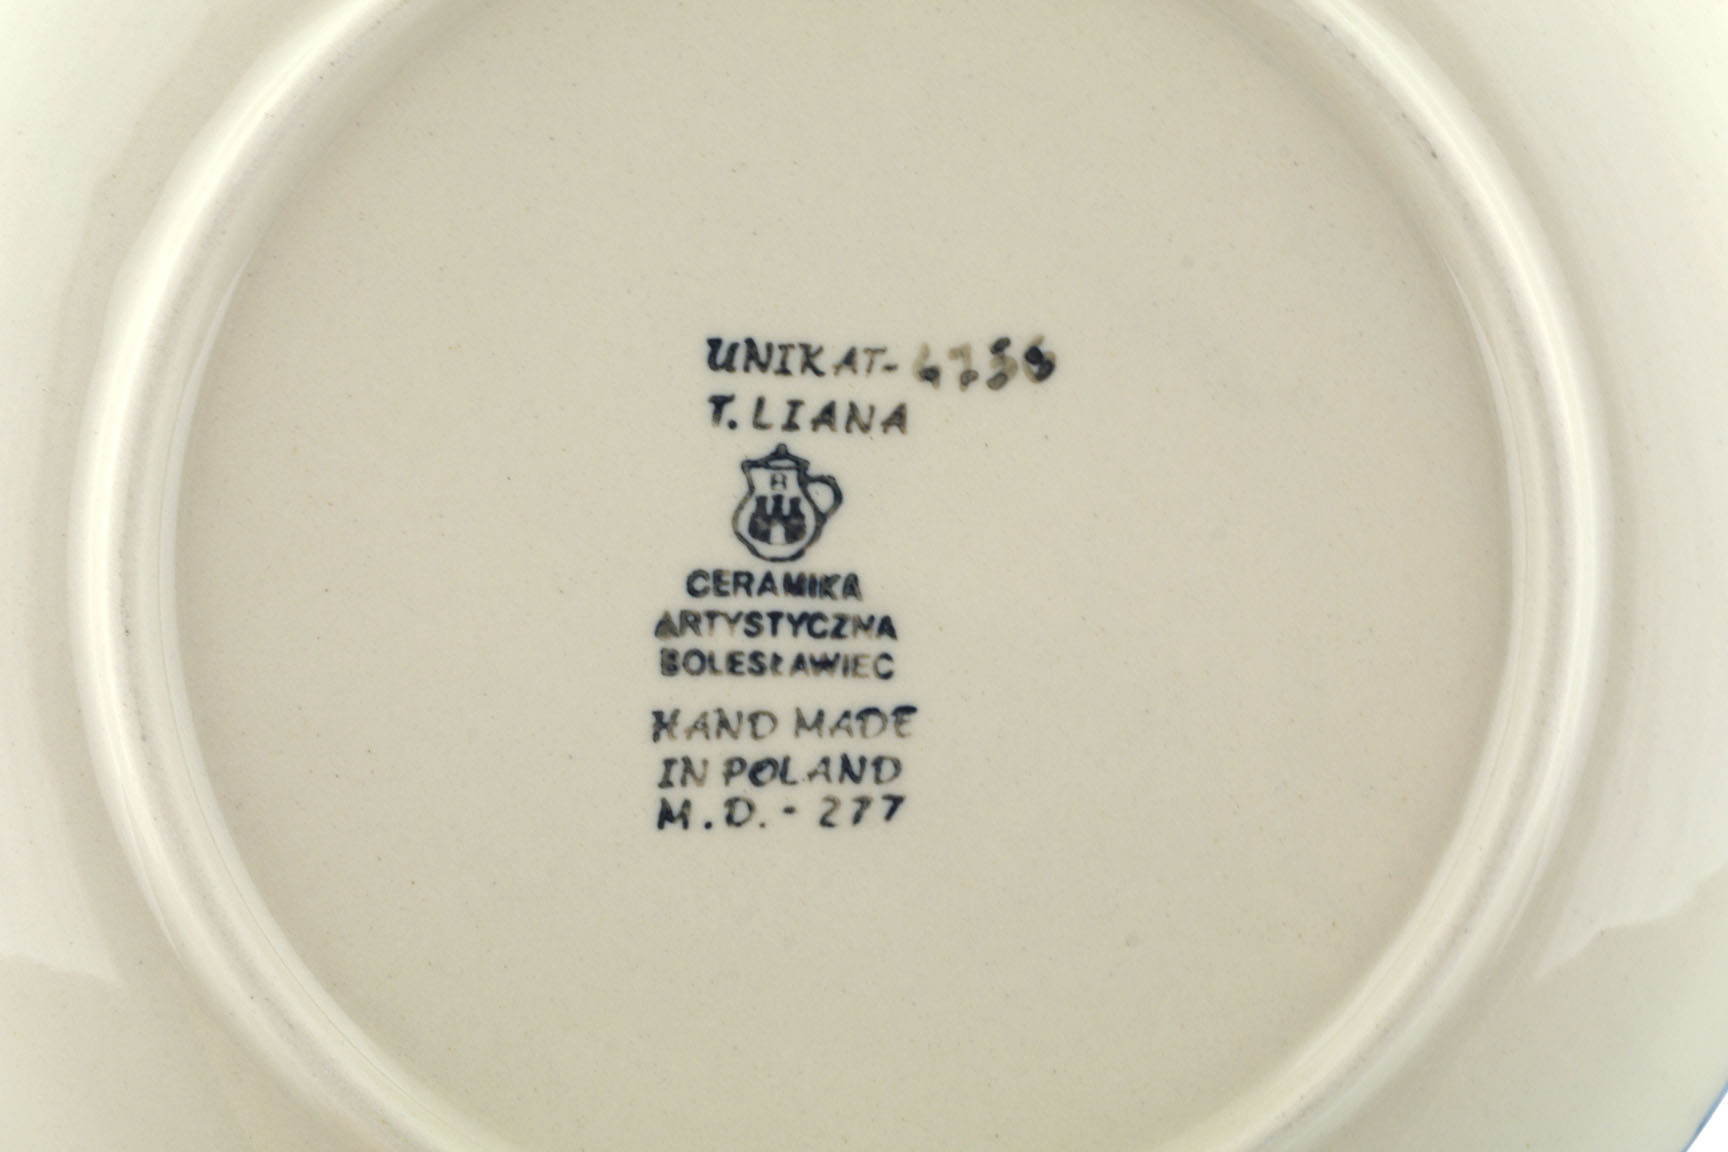 UNIKAT-
T. LIANA
CERAMIKA
ARTYSTYCZNA
BOLESŁAWIEC
HAND MADE
IN POLAND
M.D. - 277